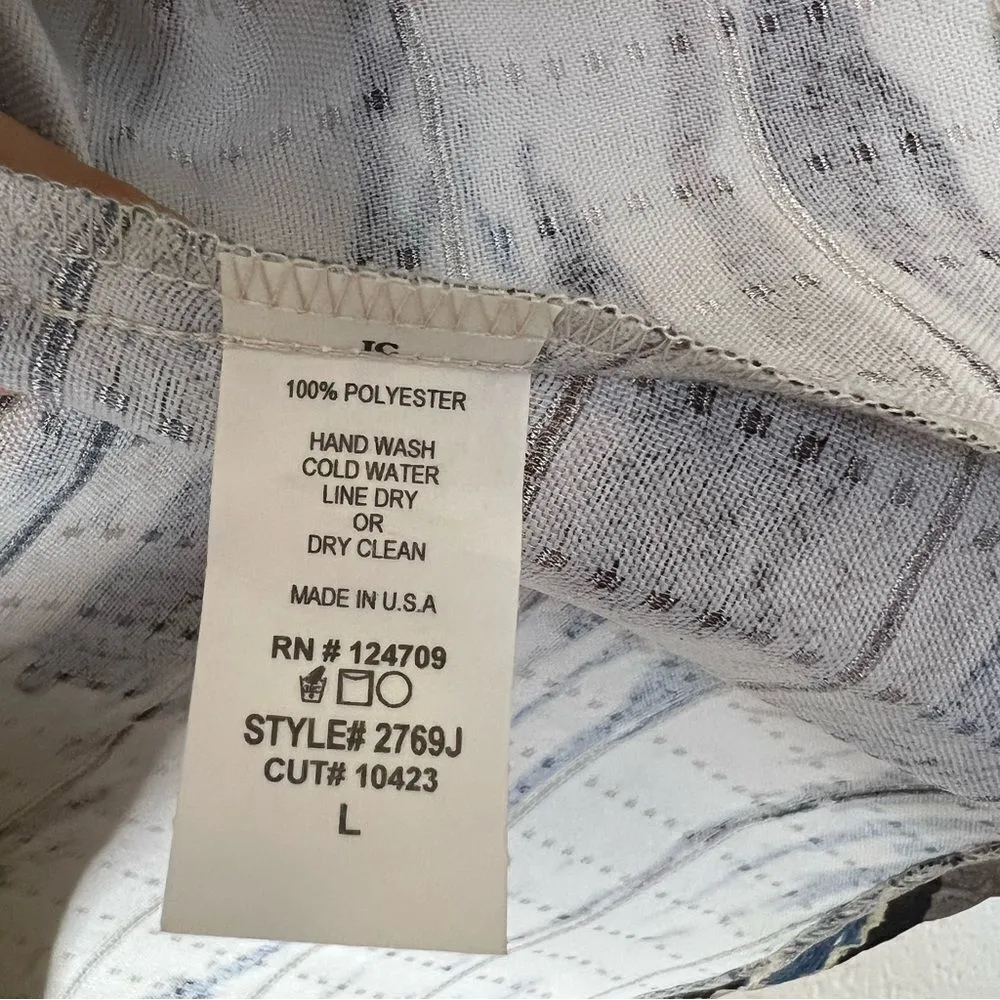 IC
100% POLYESTER
HAND WASH
COLD WATER
LINE DRY
OR
DRY CLEAN
MADE IN U.S.A
RN # 124709
STYLE# 2769J
CUT# 10423
L